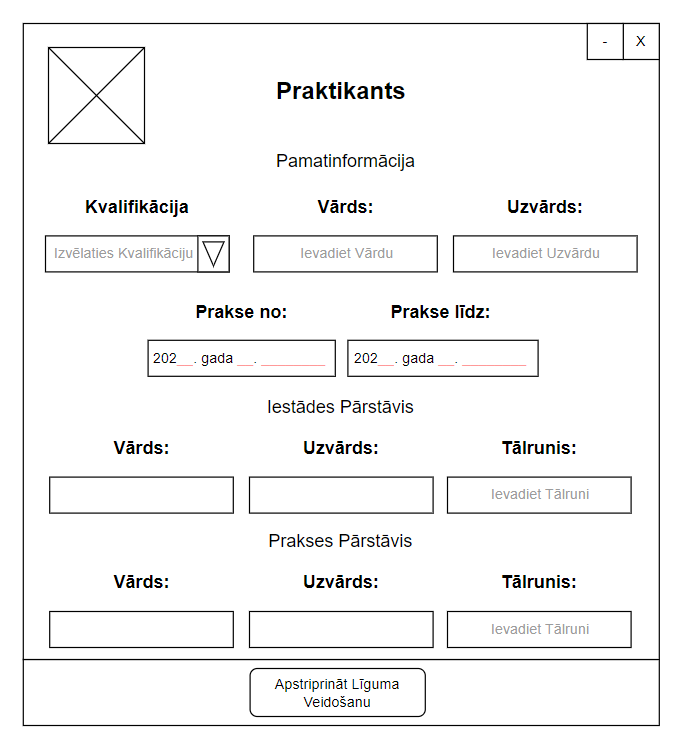 - X
Praktikants
Pamatinformācija
Kvalifikācija Vārds: Uzvārds:
Izvēlaties Kvalifikāciju Ievadiet Vārdu Ievadiet Uzvārdu
Prakse no: Prakse līdz:
202__. gada __. ________ 202__. gada __. ________
Iestādes Pārstāvis
Vārds: Uzvārds: Tālrunis:
Ievadiet Tālruni
Prakses Pārstāvis
Vārds: Uzvārds: Tālrunis:
Ievadiet Tālruni
Apstriprināt Līguma
Veidošanu